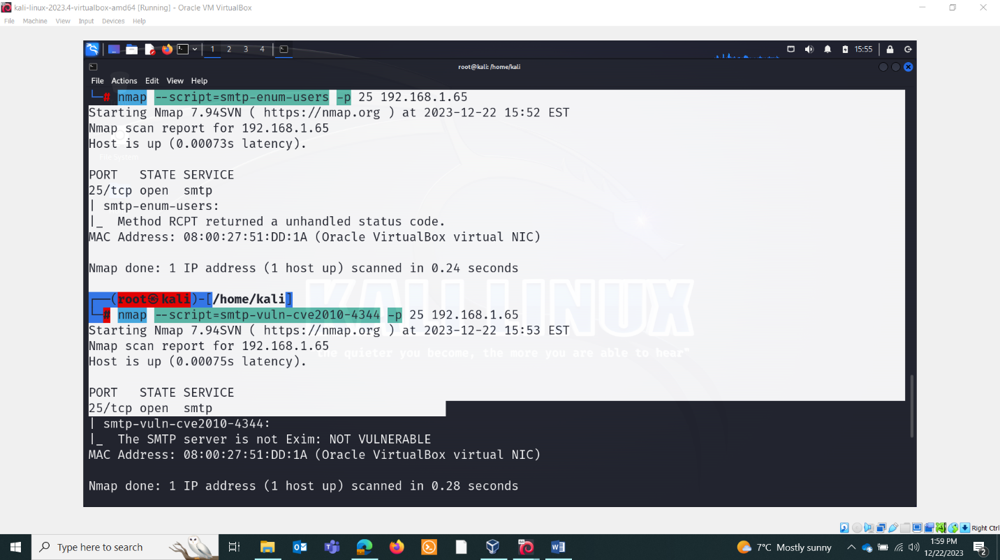 kali-linux-2023.4-virtualbox-amd64 [Running] - Oracle VM VirtualBox
File Machine View Input Devices Help
1 2 3 4 15:55
root@kali: /home/kali
File Actions Edit View Help
└─# nmap --script=smtp-enum-users -p 25 192.168.1.65
Starting Nmap 7.94SVN ( https://nmap.org ) at 2023-12-22 15:52 EST
Nmap scan report for 192.168.1.65
Host is up (0.00073s latency).
PORT   STATE SERVICE
25/tcp open  smtp
| smtp-enum-users:
|_  Method RCPT returned a unhandled status code.
MAC Address: 08:00:27:51:DD:1A (Oracle VirtualBox virtual NIC)
Nmap done: 1 IP address (1 host up) scanned in 0.24 seconds
┌──(root㉿kali)-[/home/kali]
└─# nmap --script=smtp-vuln-cve2010-4344 -p 25 192.168.1.65
Starting Nmap 7.94SVN ( https://nmap.org ) at 2023-12-22 15:53 EST
Nmap scan report for 192.168.1.65
Host is up (0.00075s latency).
PORT   STATE SERVICE
25/tcp open  smtp
| smtp-vuln-cve2010-4344:
|_  The SMTP server is not Exim: NOT VULNERABLE
MAC Address: 08:00:27:51:DD:1A (Oracle VirtualBox virtual NIC)
Nmap done: 1 IP address (1 host up) scanned in 0.28 seconds
KALI LINUX
the quieter you become, the more you are able to hear"
Right Ctrl
Type here to search
7°C Mostly sunny
1:59 PM
12/22/2023
2